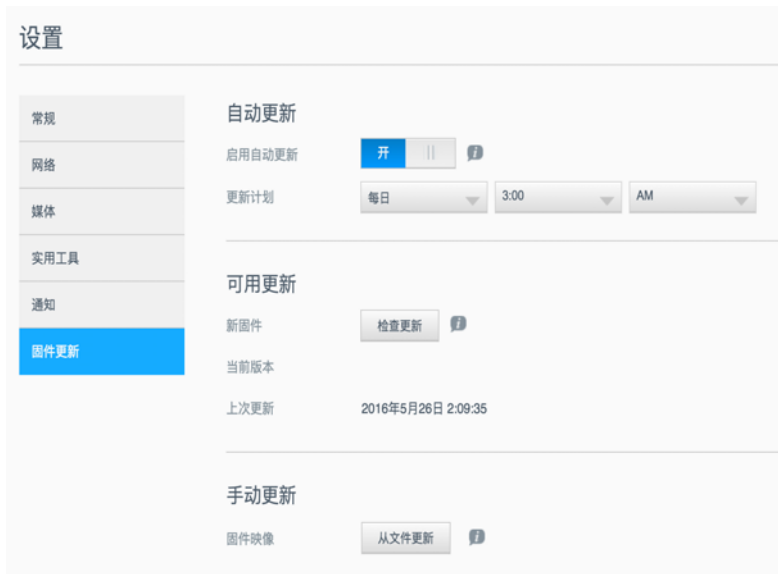 设置
常规
网络
媒体
实用工具
通知
固件更新
自动更新
启用自动更新 开
更新计划 每日 3:00 AM
可用更新
新固件 检查更新
当前版本
上次更新 2016年5月26日 2:09:35
手动更新
固件映像 从文件更新